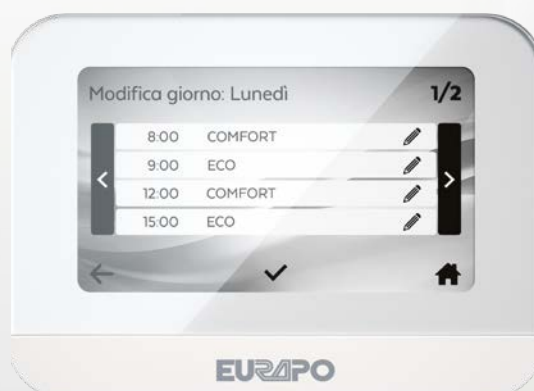 Modifica giorno: Lunedì 1/2
8:00 COMFORT
9:00 ECO
12:00 COMFORT
15:00 ECO
EURAPO